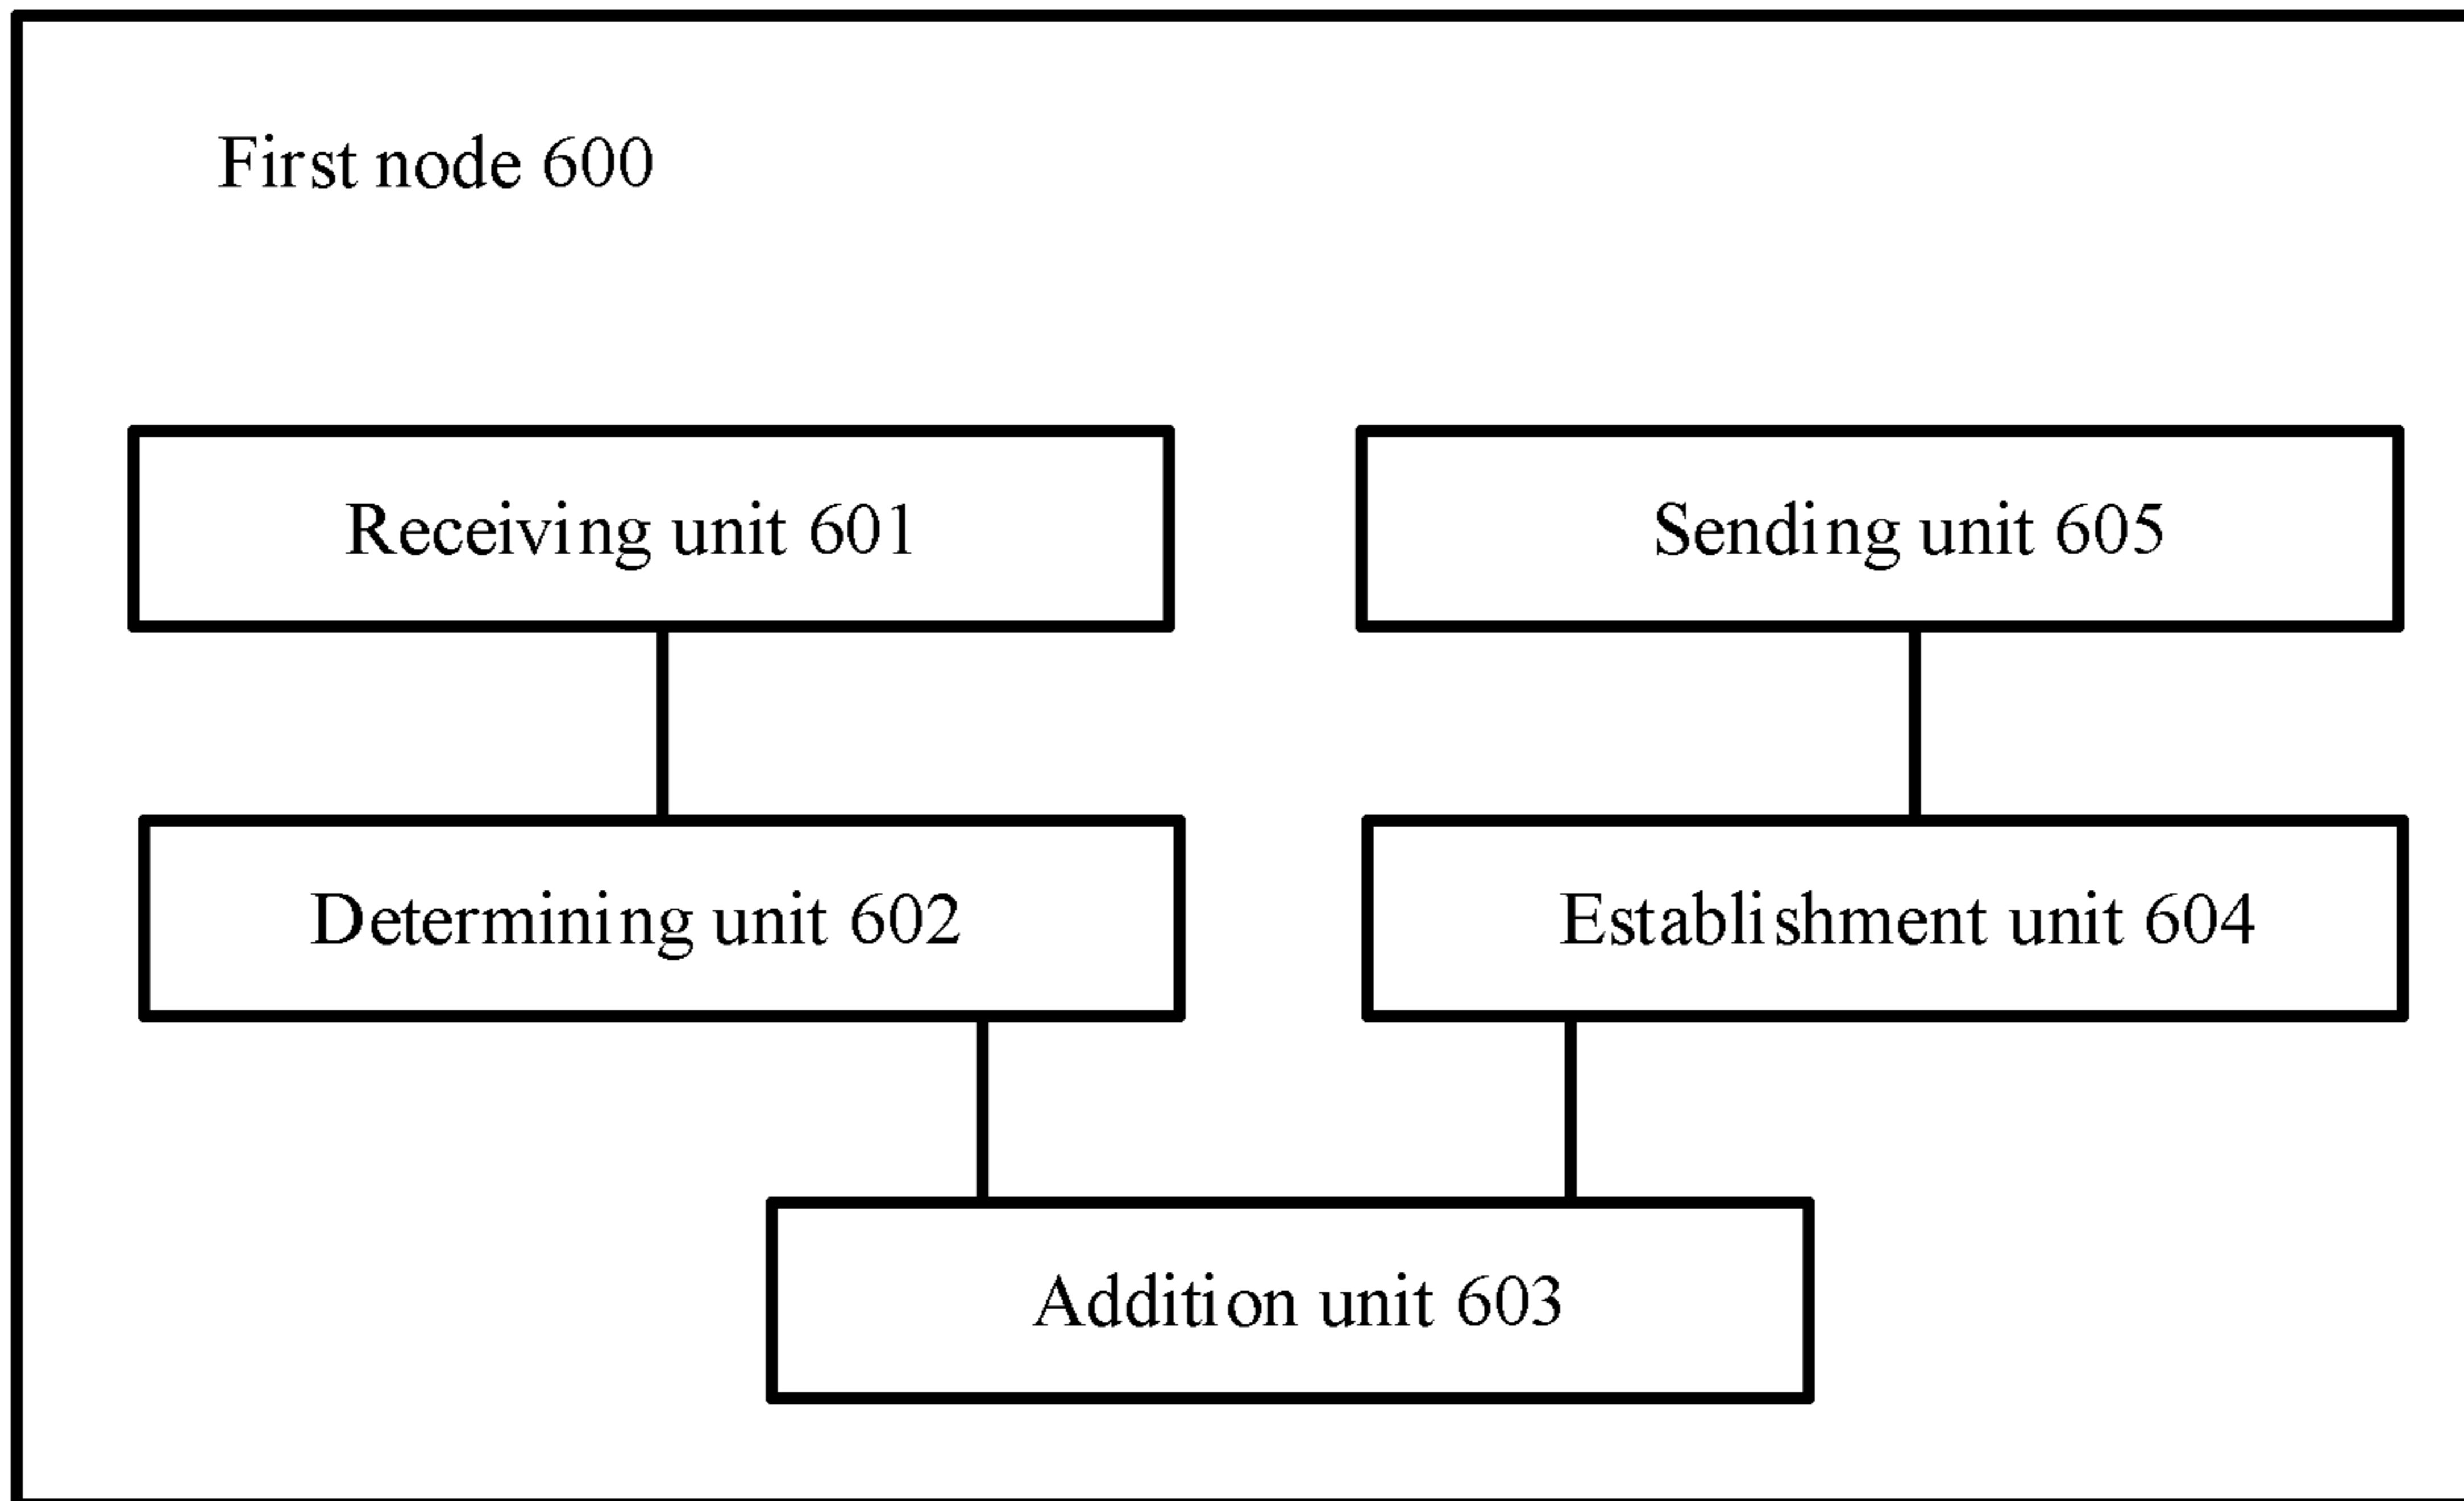 First node 600
Receiving unit 601
Sending unit 605
Determining unit 602
Establishment unit 604
Addition unit 603